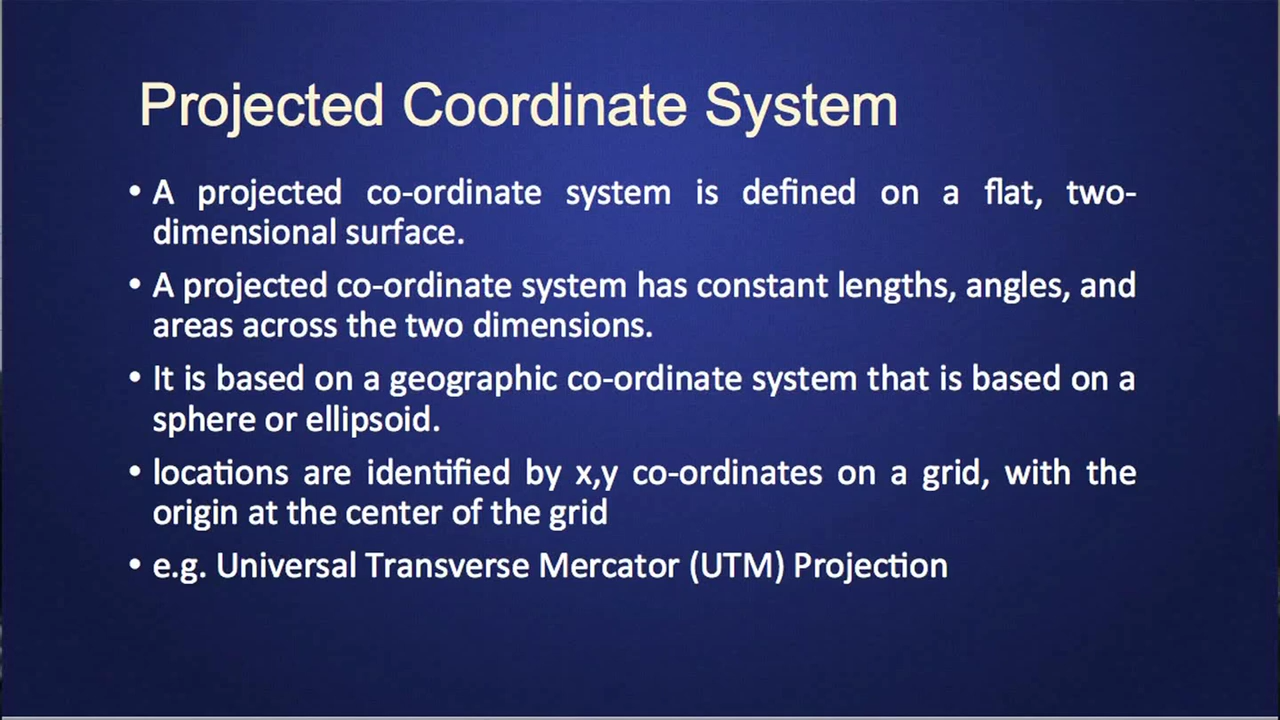 Projected Coordinate System
• A projected co-ordinate system is defined on a flat, two-
dimensional surface.
• A projected co-ordinate system has constant lengths, angles, and
areas across the two dimensions.
• It is based on a geographic co-ordinate system that is based on a
sphere or ellipsoid.
• locations are identified by x,y co-ordinates on a grid, with the
origin at the center of the grid
• e.g. Universal Transverse Mercator (UTM) Projection